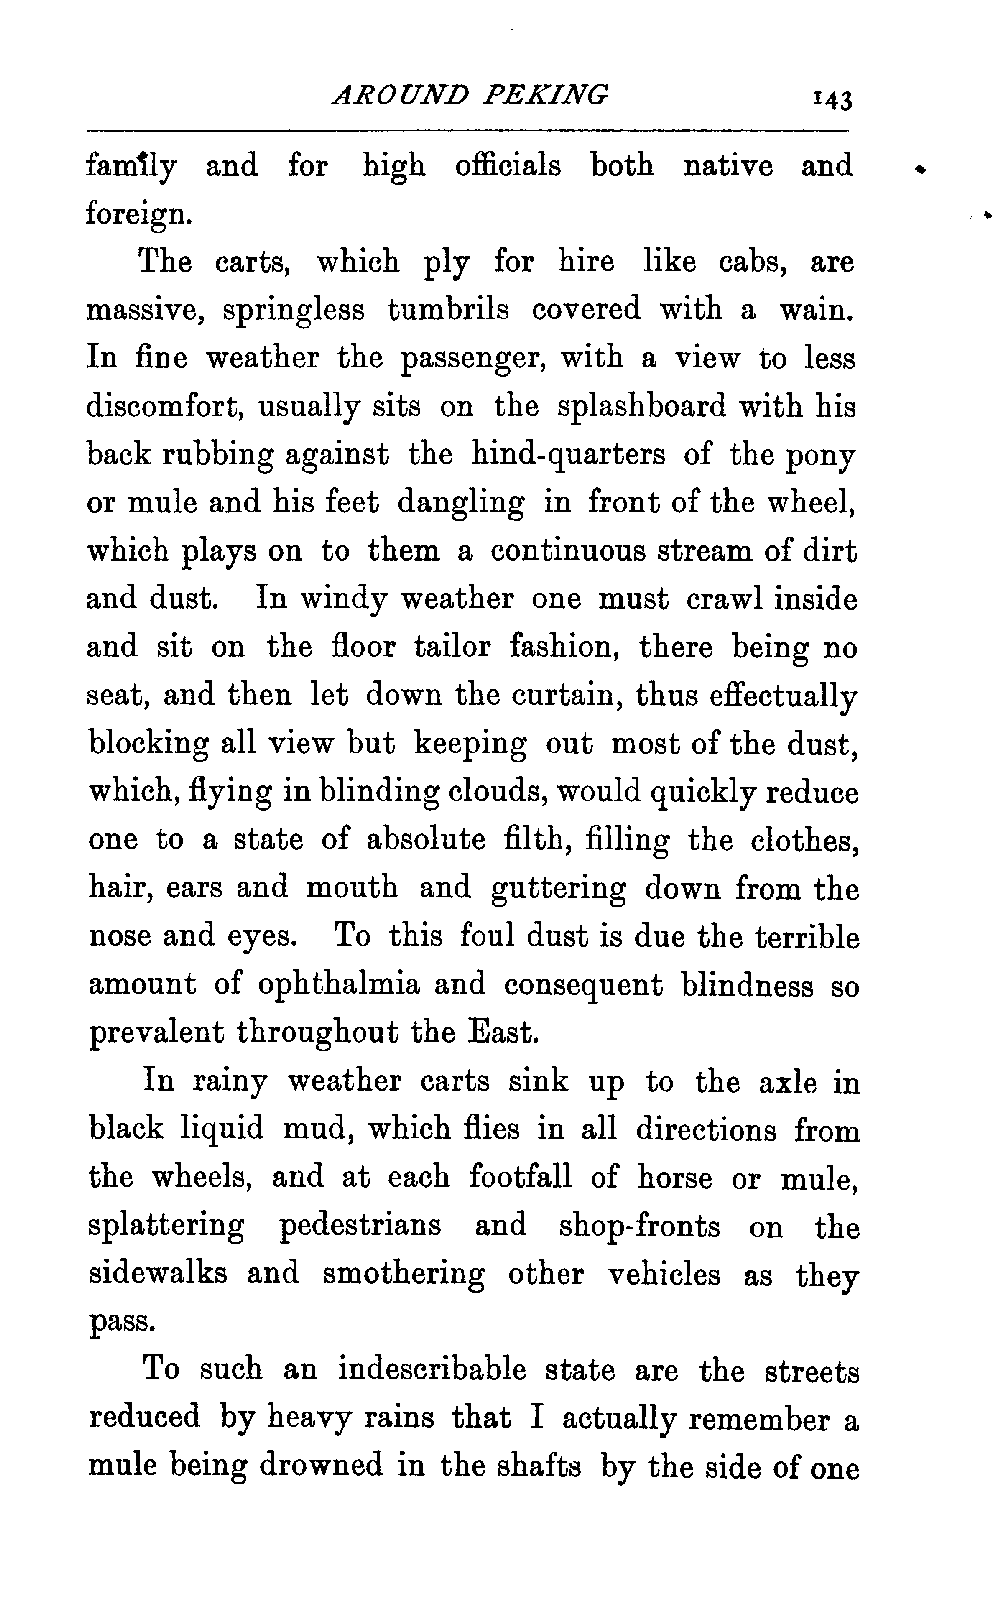 AROUND PEKING 143
family and for high officials both native and
foreign.
The carts, which ply for hire like cabs, are
massive, springless tumbrils covered with a wain.
In fine weather the passenger, with a view to less
discomfort, usually sits on the splashboard with his
back rubbing against the hind-quarters of the pony
or mule and his feet dangling in front of the wheel,
which plays on to them a continuous stream of dirt
and dust. In windy weather one must crawl inside
and sit on the floor tailor fashion, there being no
seat, and then let down the curtain, thus effectually
blocking all view but keeping out most of the dust,
which, flying in blinding clouds, would quickly reduce
one to a state of absolute filth, filling the clothes,
hair, ears and mouth and guttering down from the
nose and eyes. To this foul dust is due the terrible
amount of ophthalmia and consequent blindness so
prevalent throughout the East.
In rainy weather carts sink up to the axle in
black liquid mud, which flies in all directions from
the wheels, and at each footfall of horse or mule,
splattering pedestrians and shop-fronts on the
sidewalks and smothering other vehicles as they
pass.
To such an indescribable state are the streets
reduced by heavy rains that I actually remember a
mule being drowned in the shafts by the side of one